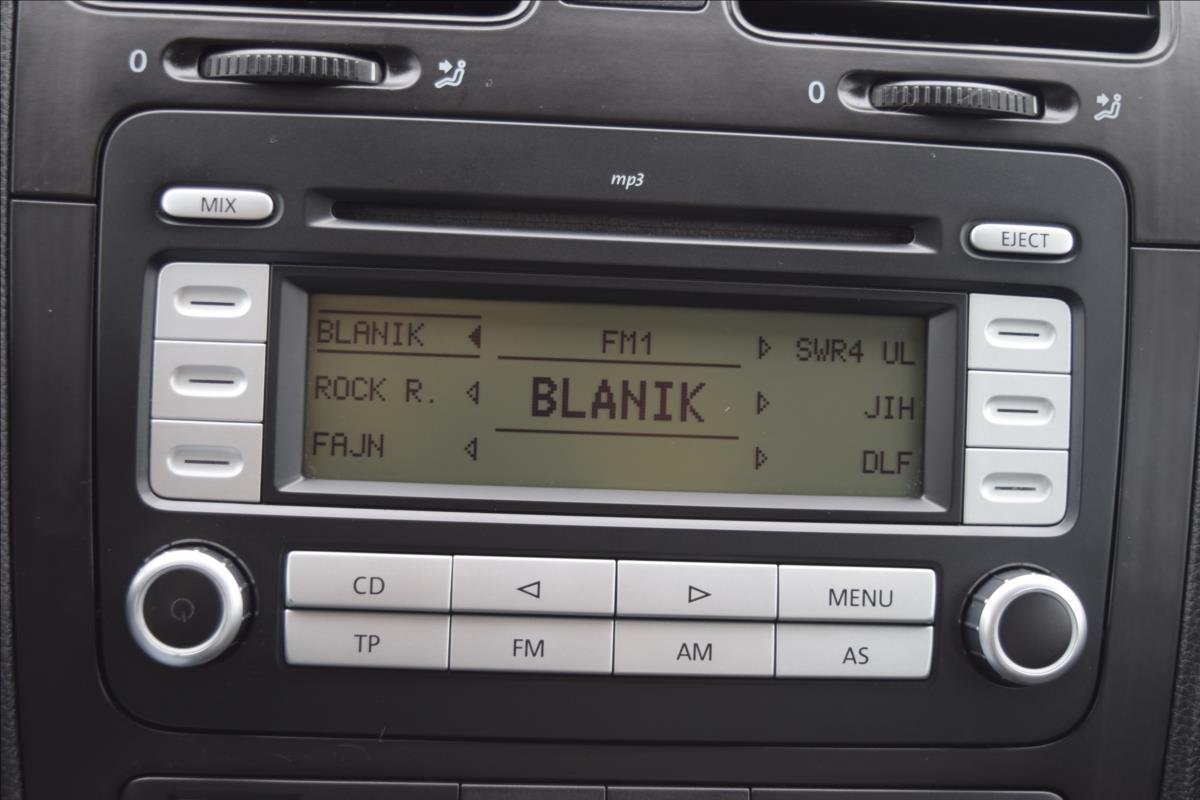 0
0
mp3
MIX
EJECT
BLANIK FM1 SWR4 UL
ROCK R. BLANIK JIH
FAJN DLF
CD MENU
TP FM AM AS